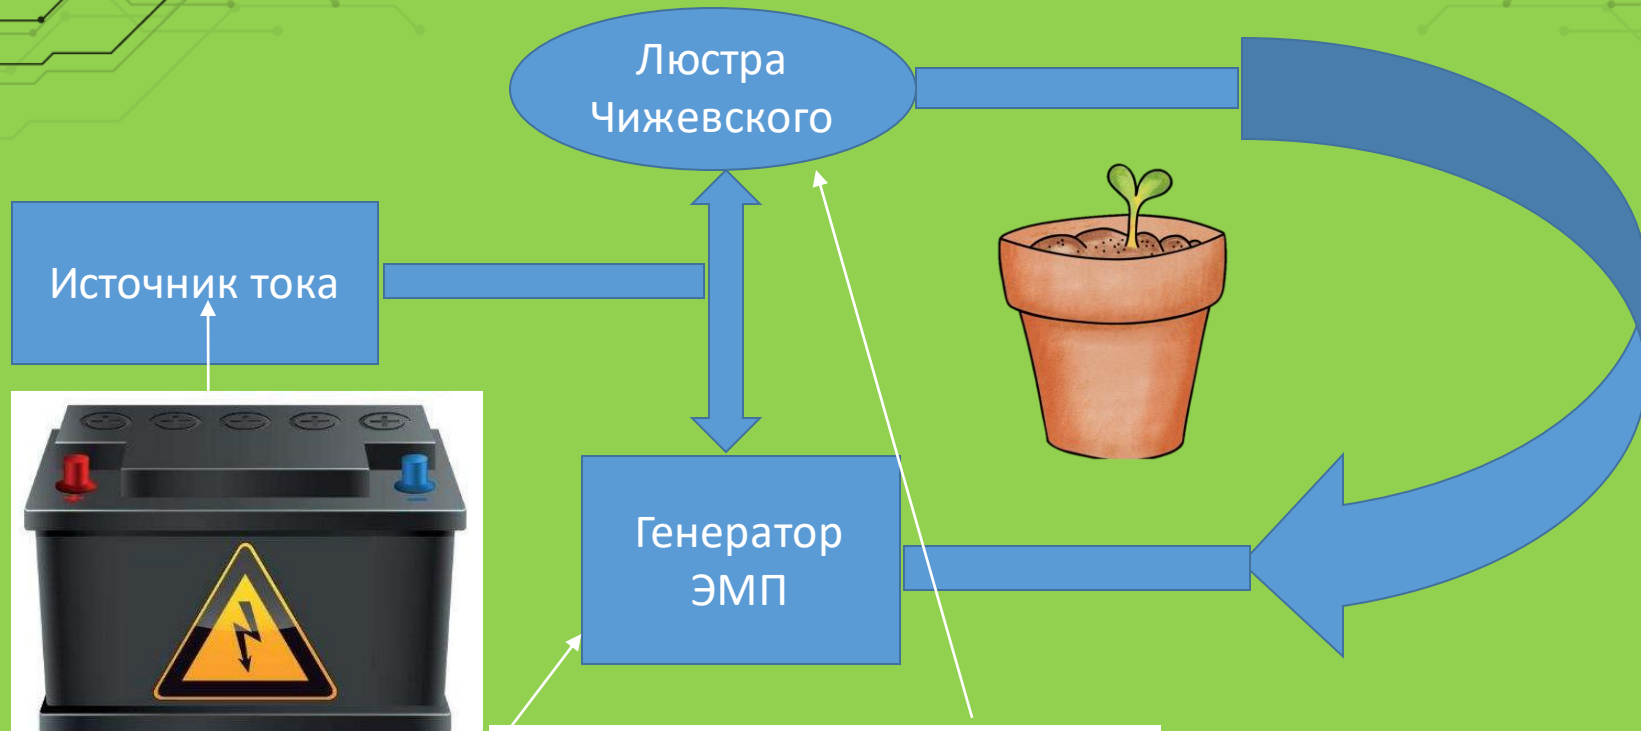 Люстра
Чижевского
Источник тока
Генератор
ЭМП